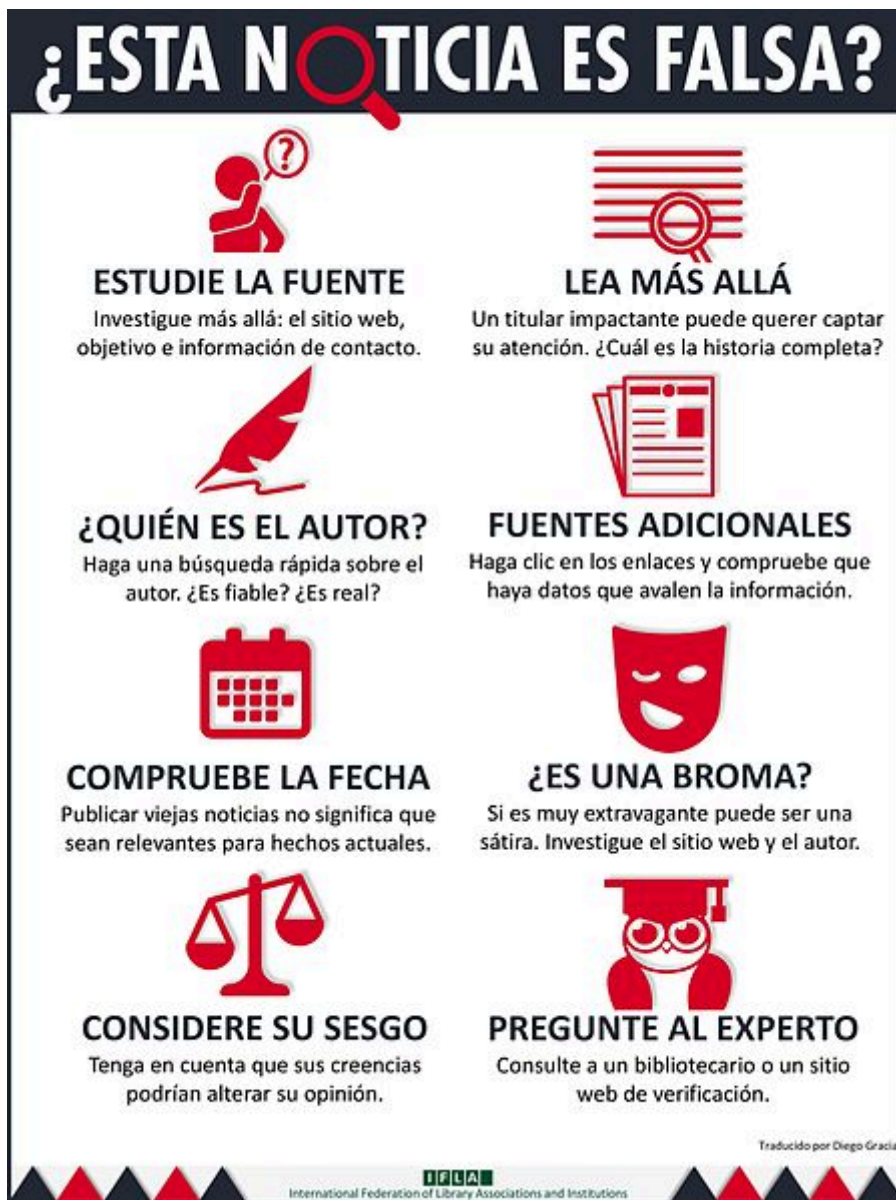 ¿ESTA NOTICIA ES FALSA?
?
ESTUDIE LA FUENTE
Investigue más allá: el sitio web,
objetivo e información de contacto.
LEA MÁS ALLÁ
Un titular impactante puede querer captar
su atención. ¿Cuál es la historia completa?
¿QUIÉN ES EL AUTOR?
Haga una búsqueda rápida sobre el
autor. ¿Es fiable? ¿Es real?
FUENTES ADICIONALES
Haga clic en los enlaces y compruebe que
haya datos que avalen la información.
COMPRUEBE LA FECHA
Publicar viejas noticias no significa que
sean relevantes para hechos actuales.
¿ES UNA BROMA?
Si es muy extravagante puede ser una
sátira. Investigue el sitio web y el autor.
CONSIDERE SU SESGO
Tenga en cuenta que sus creencias
podrían alterar su opinión.
PREGUNTE AL EXPERTO
Consulte a un bibliotecario o un sitio
web de verificación.
Traducido por Diego Gracia
IFLA
International Federation of Library Associations and Institutions